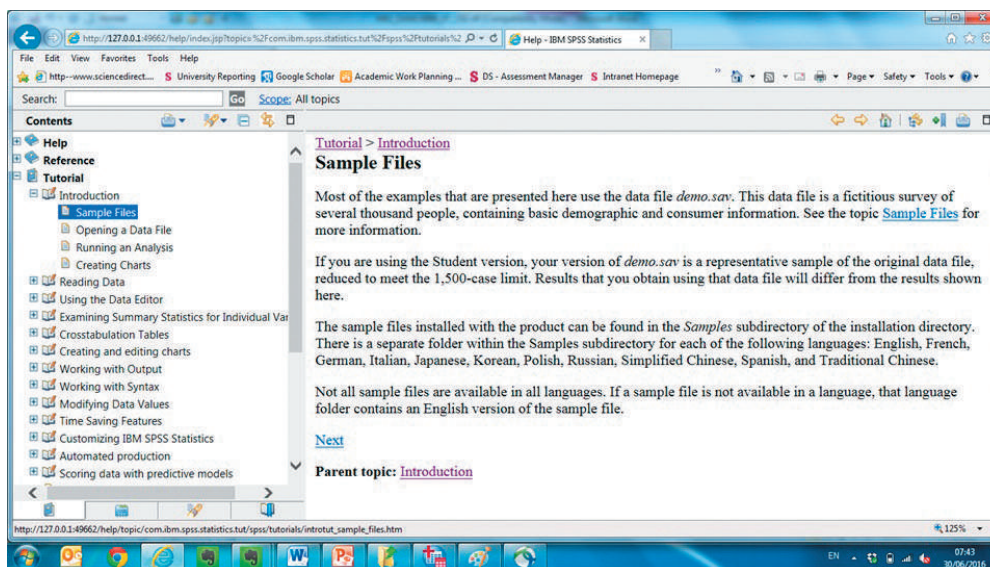 http://127.0.0.1:49662/help/index.jsp?topic=%2Fcom.ibm.spss.statistics.tut%2Fspss%2Ftutorials%2
Help - IBM SPSS Statistics
File Edit View Favorites Tools Help
http--www.sciencedirect.... University Reporting Google Scholar Academic Work Planning ... DS - Assessment Manager Intranet Homepage
Page Safety Tools
Search: Go Scope: All topics
Contents
Help
Reference
Tutorial
Introduction
Sample Files
Opening a Data File
Running an Analysis
Creating Charts
Reading Data
Using the Data Editor
Examining Summary Statistics for Individual Var
Crosstabulation Tables
Creating and editing charts
Working with Output
Working with Syntax
Modifying Data Values
Time Saving Features
Customizing IBM SPSS Statistics
Automated production
Scoring data with predictive models
Tutorial > Introduction
Sample Files
Most of the examples that are presented here use the data file demo.sav. This data file is a fictitious survey of
several thousand people, containing basic demographic and consumer information. See the topic Sample Files for
more information.
If you are using the Student version, your version of demo.sav is a representative sample of the original data file,
reduced to meet the 1,500-case limit. Results that you obtain using that data file will differ from the results shown
here.
The sample files installed with the product can be found in the Samples subdirectory of the installation directory.
There is a separate folder within the Samples subdirectory for each of the following languages: English, French,
German, Italian, Japanese, Korean, Polish, Russian, Simplified Chinese, Spanish, and Traditional Chinese.
Not all sample files are available in all languages. If a sample file is not available in a language, that language
folder contains an English version of the sample file.
Next
Parent topic: Introduction
http://127.0.0.1:49662/help/topic/com.ibm.spss.statistics.tut/spss/tutorials/introtut_sample_files.htm
125%
EN
07:43
30/06/2016